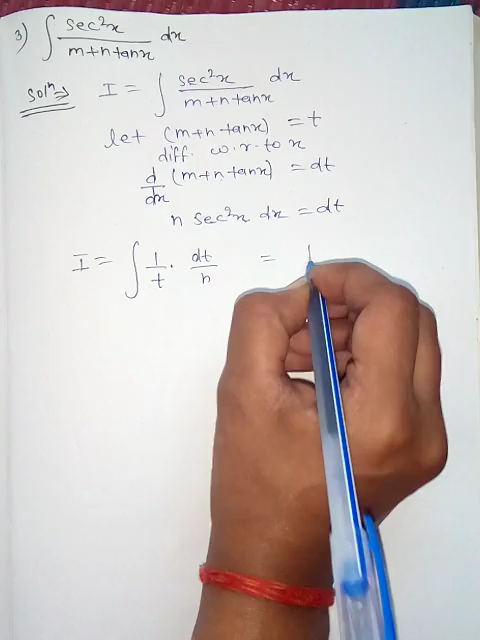 3) ∫ sec²x / m+n tanx dx
Solⁿ ⇒ I = ∫ sec²x / m+n tanx dx
let (m+n tanx) = t
diff. w.r. to x
d/dx (m+n tanx) = dt
n sec²x dx = dt
I = ∫ 1/t · dt/n = 1